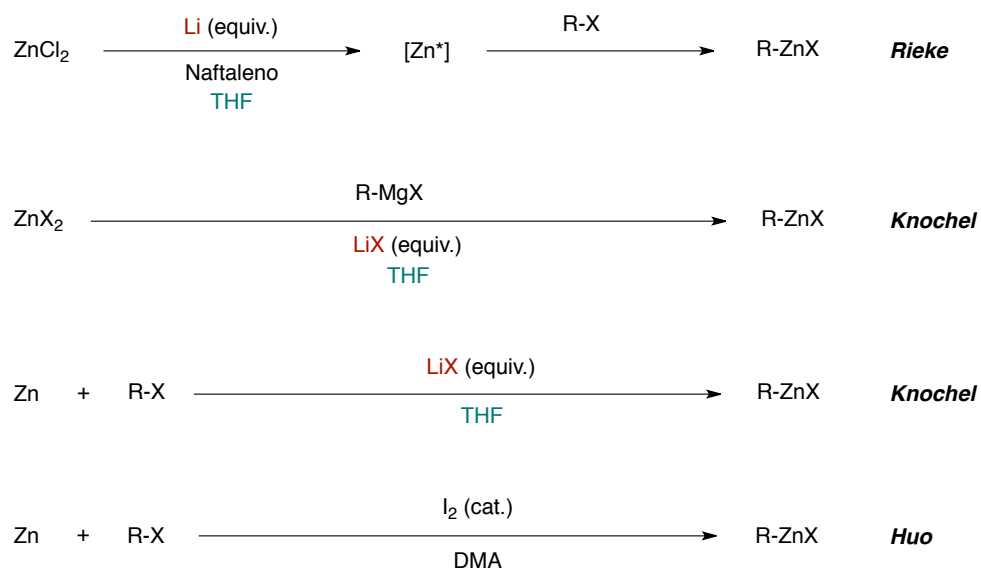 Li (equiv.)
R-X
ZnCl₂ [Zn*] R-ZnX Rieke
Naftaleno
THF
R-MgX
ZnX₂ R-ZnX Knochel
LiX (equiv.)
THF
LiX (equiv.)
Zn + R-X R-ZnX Knochel
THF
I₂ (cat.)
Zn + R-X R-ZnX Huo
DMA